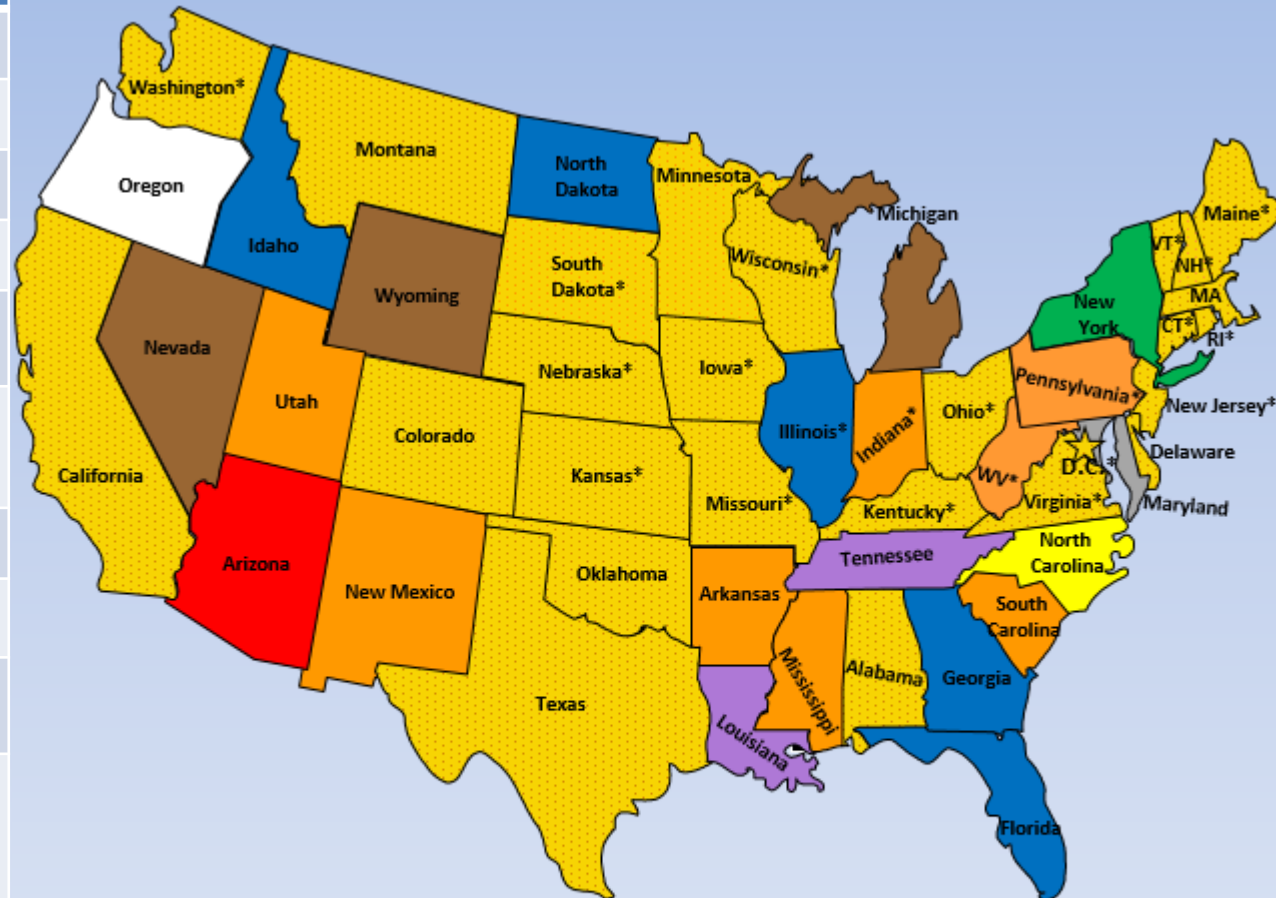 Washington*
Montana
North
Dakota
Minnesota
Oregon
Idaho
Wyoming
South
Dakota*
Wisconsin*
Michigan
Maine*
VT*
NH*
MA
New
York
CT*
RI*
Nevada
Utah
Colorado
Nebraska*
Iowa*
Illinois*
Indiana*
Ohio*
Pennsylvania*
New Jersey*
California
Kansas*
Missouri*
Kentucky*
WV*
D.C.*
Virginia*
Delaware
Maryland
Arizona
New Mexico
Oklahoma
Arkansas
Tennessee
North
Carolina
South
Carolina
Texas
Louisiana
Mississippi
Alabama
Georgia
Florida